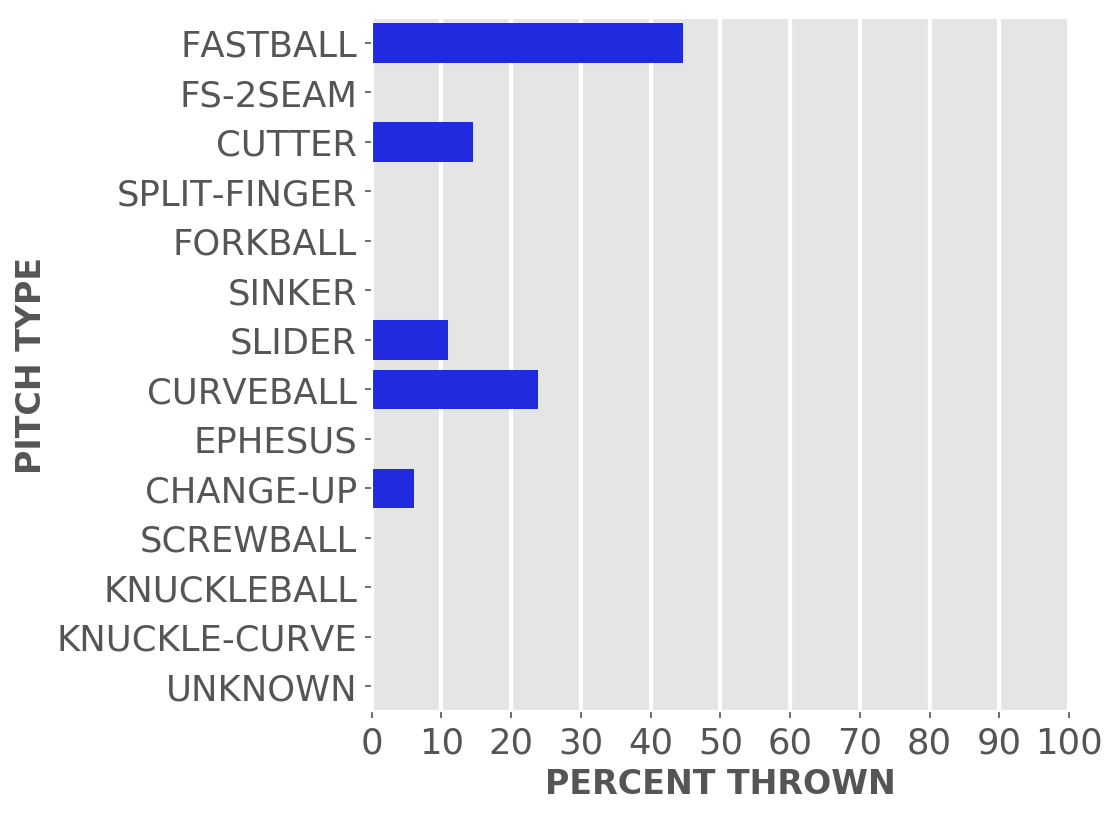 FASTBALL
FS-2SEAM
CUTTER
SPLIT-FINGER
FORKBALL
SINKER
SLIDER
CURVEBALL
EPHESUS
CHANGE-UP
SCREWBALL
KNUCKLEBALL
KNUCKLE-CURVE
UNKNOWN
PITCH TYPE
0 10 20 30 40 50 60 70 80 90 100
PERCENT THROWN